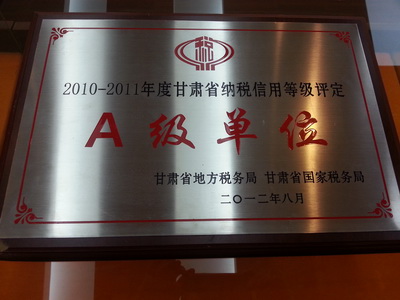 税
2010-2011年度甘肃省纳税信用等级评定
A级单位
甘肃省地方税务局 甘肃省国家税务局
二〇一二年八月